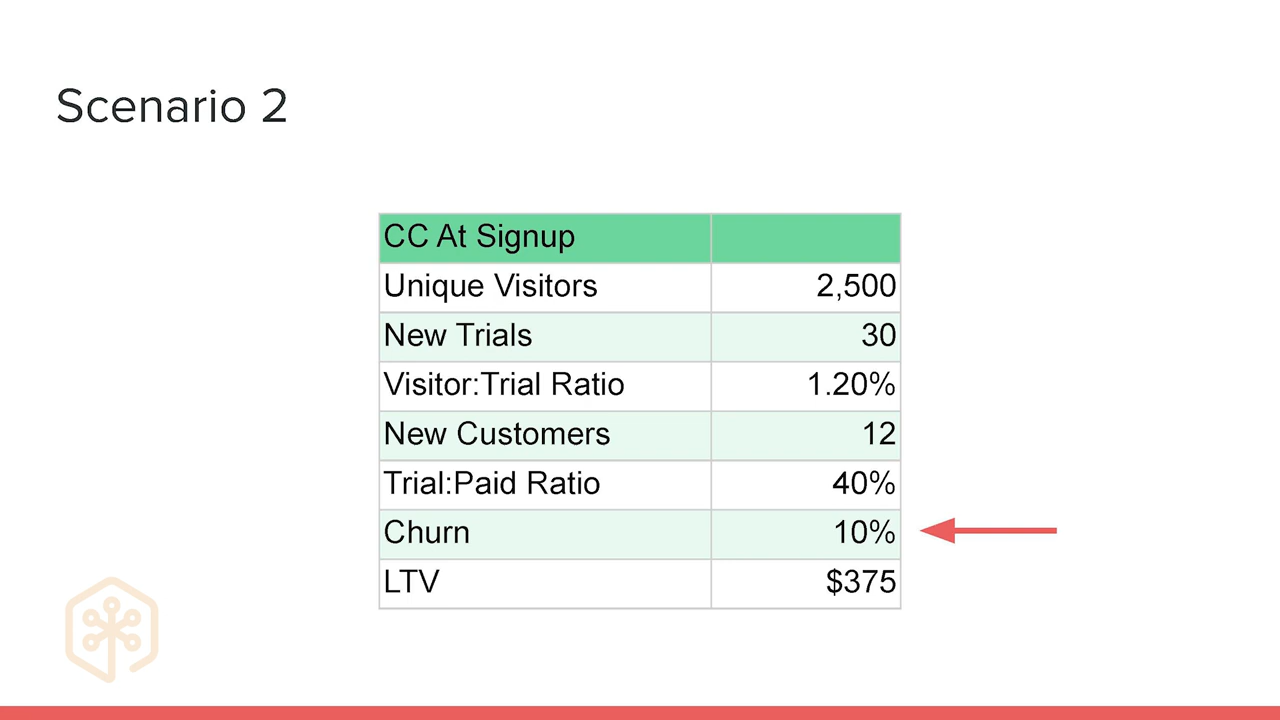 Scenario 2
CC At Signup
Unique Visitors 2,500
New Trials 30
Visitor:Trial Ratio 1.20%
New Customers 12
Trial:Paid Ratio 40%
Churn 10%
LTV $375